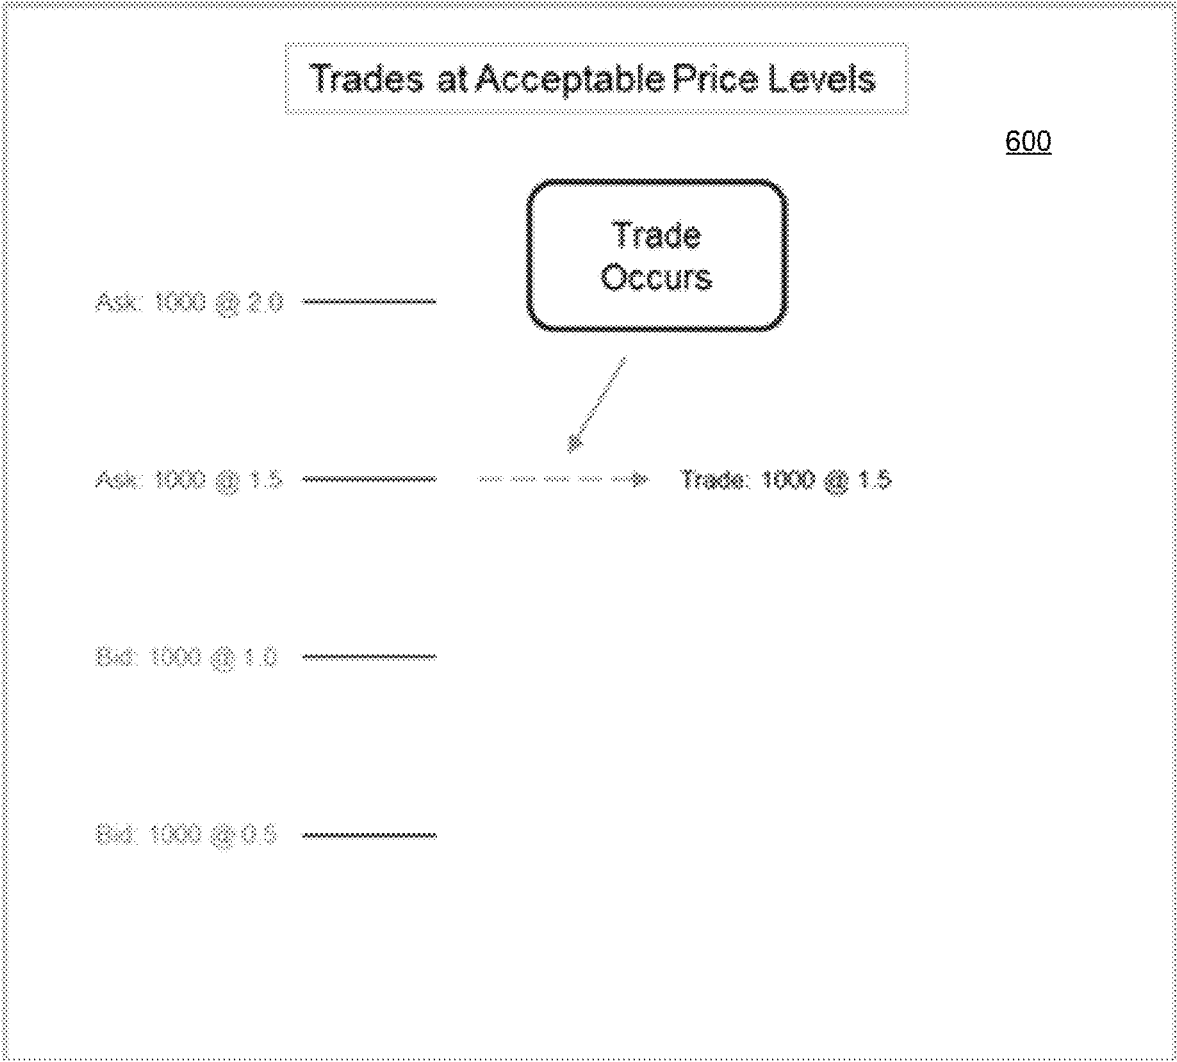 Trades at Acceptable Price Levels
600
Trade
Occurs
Ask: 1000 @ 2.0
Ask: 1000 @ 1.5
Trade: 1000 @ 1.5
Bid: 1000 @ 1.0
Bid: 1000 @ 0.5